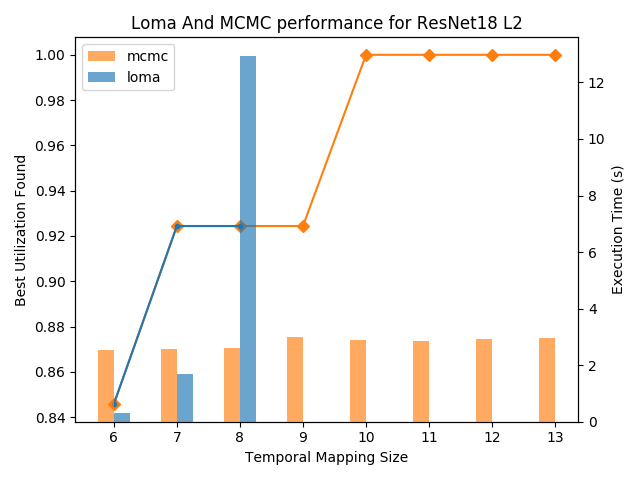 Loma And MCMC performance for ResNet18 L2
mcmc
loma
1.00
0.98
0.96
0.94
0.92
0.90
0.88
0.86
0.84
Best Utilization Found
12
10
8
6
4
2
0
Execution Time (s)
6 7 8 9 10 11 12 13
Temporal Mapping Size